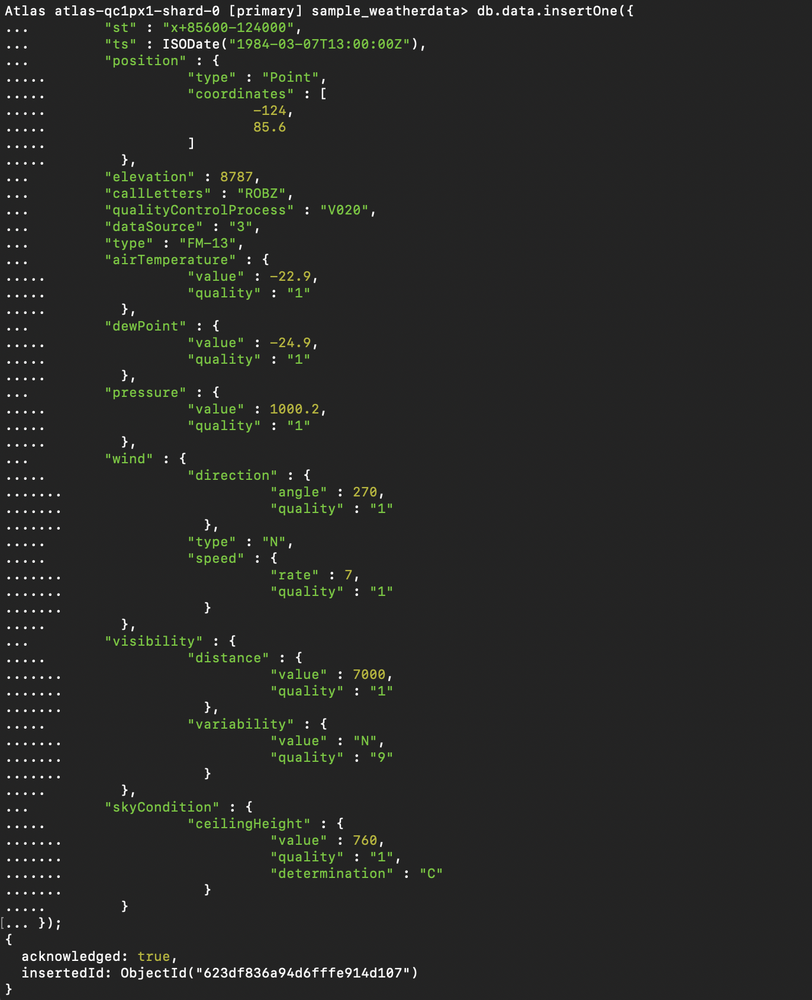 Atlas atlas-qc1px1-shard-0 [primary] sample_weatherdata> db.data.insertOne({
... "st" : "x+85600-124000",
... "ts" : ISODate("1984-03-07T13:00:00Z"),
... "position" : {
..... "type" : "Point",
..... "coordinates" : [
..... -124,
..... 85.6
..... ]
..... },
... "elevation" : 8787,
... "callLetters" : "ROBZ",
... "qualityControlProcess" : "V020",
... "dataSource" : "3",
... "type" : "FM-13",
... "airTemperature" : {
..... "value" : -22.9,
..... "quality" : "1"
..... },
... "dewPoint" : {
..... "value" : -24.9,
..... "quality" : "1"
..... },
... "pressure" : {
..... "value" : 1000.2,
..... "quality" : "1"
..... },
... "wind" : {
..... "direction" : {
....... "angle" : 270,
....... "quality" : "1"
....... },
..... "type" : "N",
..... "speed" : {
....... "rate" : 7,
....... "quality" : "1"
....... }
..... },
... "visibility" : {
..... "distance" : {
....... "value" : 7000,
....... "quality" : "1"
....... },
..... "variability" : {
....... "value" : "N",
....... "quality" : "9"
....... }
..... },
... "skyCondition" : {
..... "ceilingHeight" : {
....... "value" : 760,
....... "quality" : "1",
....... "determination" : "C"
....... }
..... }
[... });
{
acknowledged: true,
insertedId: ObjectId("623df836a94d6fffe914d107")
}